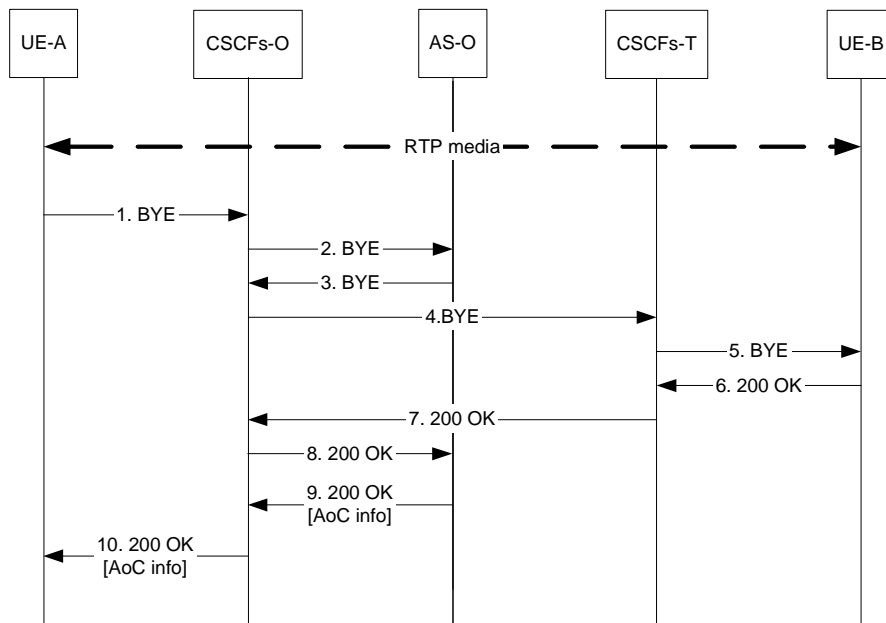 UE-A
CSCFs-O
AS-O
CSCFs-T
UE-B
RTP media
1. BYE
2. BYE
3. BYE
4.BYE
5. BYE
6. 200 OK
7. 200 OK
8. 200 OK
9. 200 OK
[AoC info]
10. 200 OK
[AoC info]